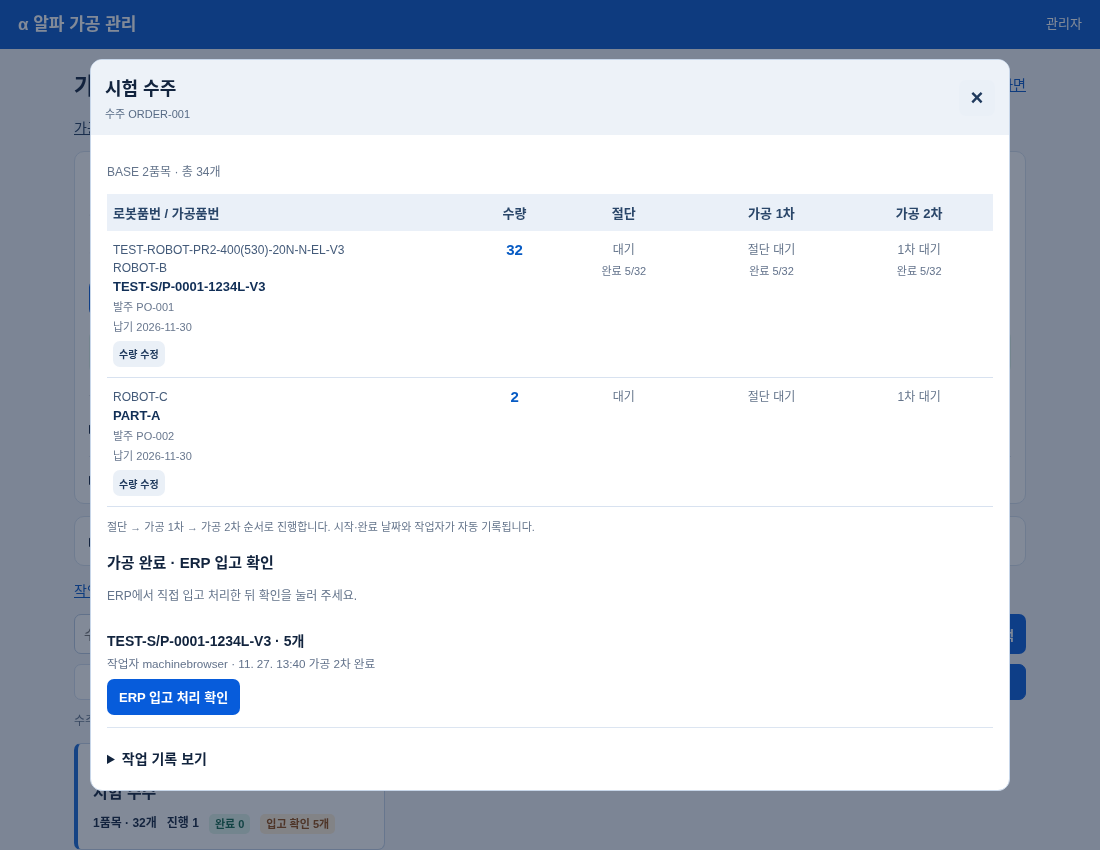 α 알파 가공 관리
관리자
시험 수주
수주 ORDER-001
×
BASE 2품목 · 총 34개
로봇품번 / 가공품번 수량 절단 가공 1차 가공 2차
TEST-ROBOT-PR2-400(530)-20N-N-EL-V3 32 대기 절단 대기 1차 대기
ROBOT-B 완료 5/32 완료 5/32 완료 5/32
TEST-S/P-0001-1234L-V3
발주 PO-001
납기 2026-11-30
수량 수정
ROBOT-C 2 대기 절단 대기 1차 대기
PART-A
발주 PO-002
납기 2026-11-30
수량 수정
절단 → 가공 1차 → 가공 2차 순서로 진행합니다. 시작·완료 날짜와 작업자가 자동 기록됩니다.
가공 완료 · ERP 입고 확인
ERP에서 직접 입고 처리한 뒤 확인을 눌러 주세요.
TEST-S/P-0001-1234L-V3 · 5개
작업자 machinebrowser · 11. 27. 13:40 가공 2차 완료
ERP 입고 처리 확인
▶ 작업 기록 보기
시험 수주
1품목 · 32개 진행 1 완료 0 입고 확인 5개